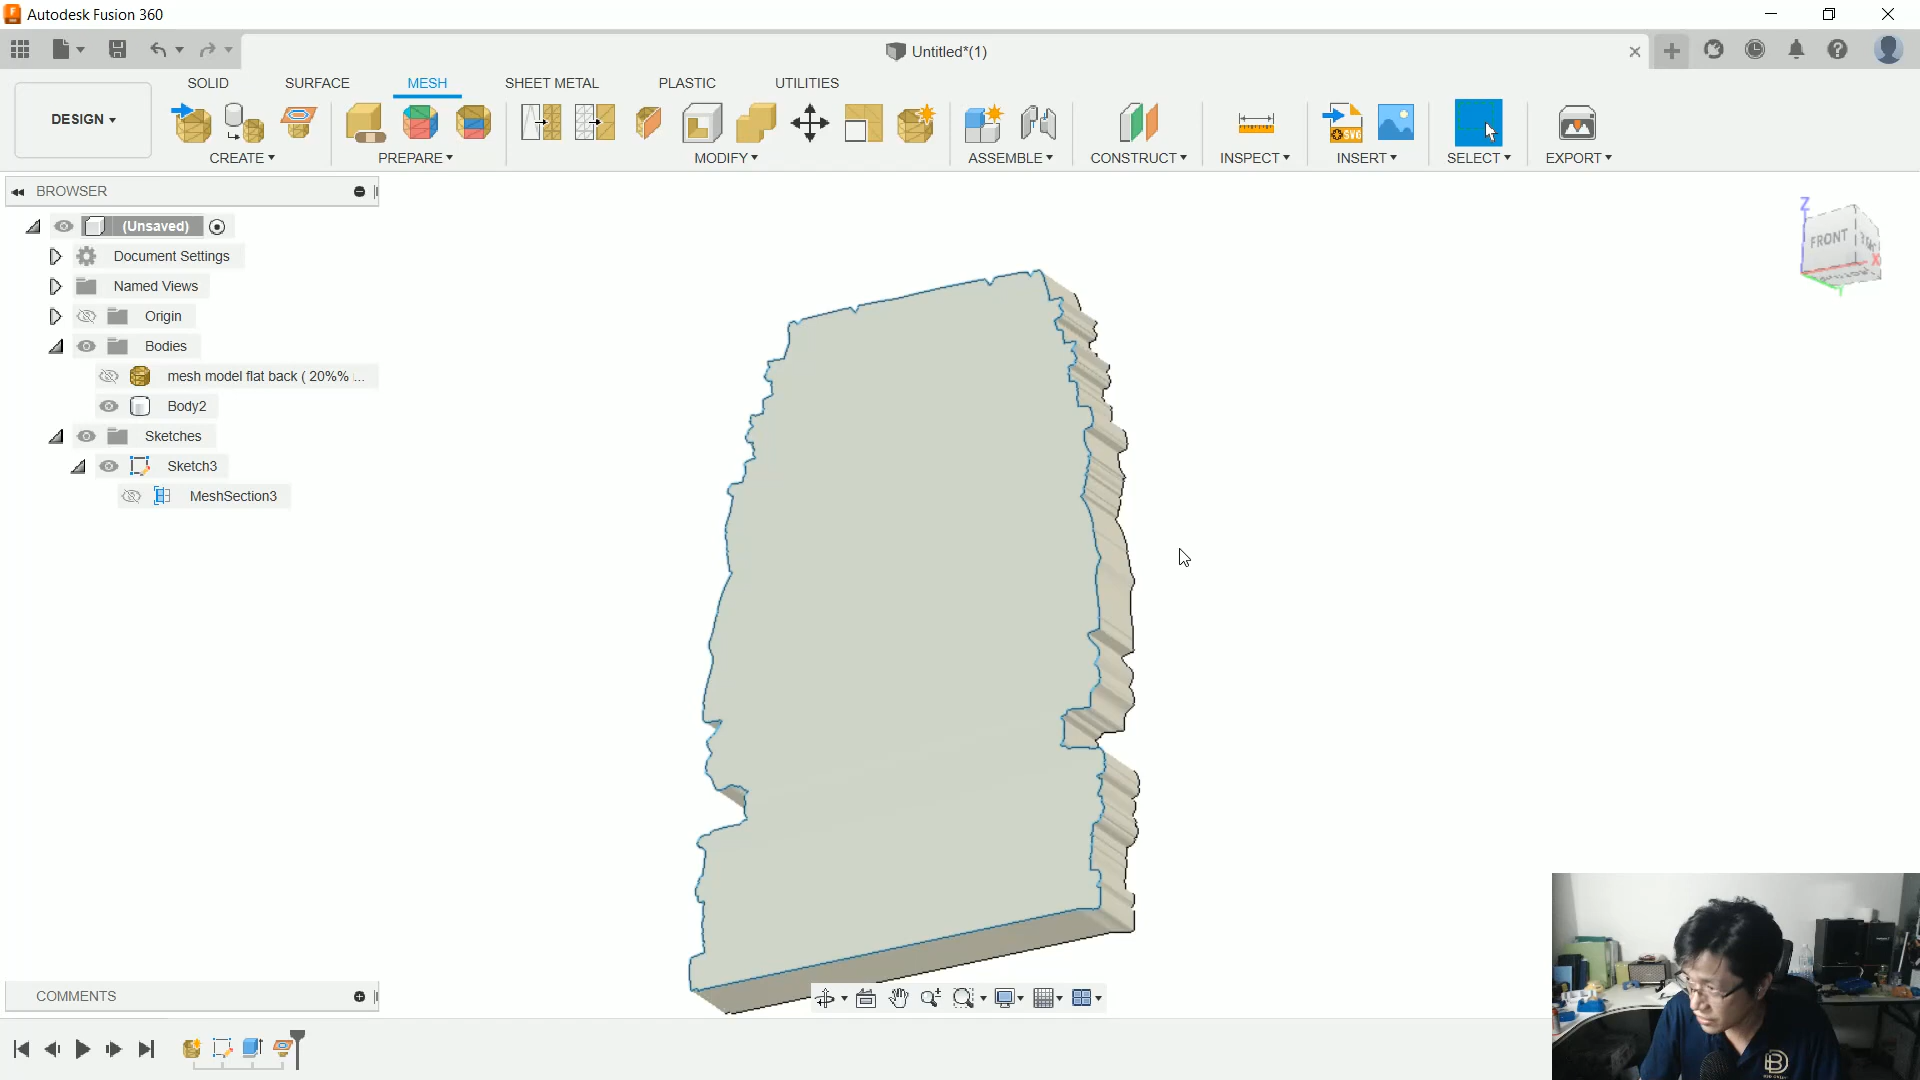 Autodesk Fusion 360
Untitled*(1)
SOLID SURFACE MESH SHEET METAL PLASTIC UTILITIES
DESIGN
CREATE PREPARE MODIFY ASSEMBLE CONSTRUCT INSPECT INSERT SELECT EXPORT
SVG
BROWSER
(Unsaved)
Document Settings
Named Views
Origin
Bodies
mesh model flat back ( 20%% ...
Body2
Sketches
Sketch3
MeshSection3
Z
FRONT
X
COMMENTS